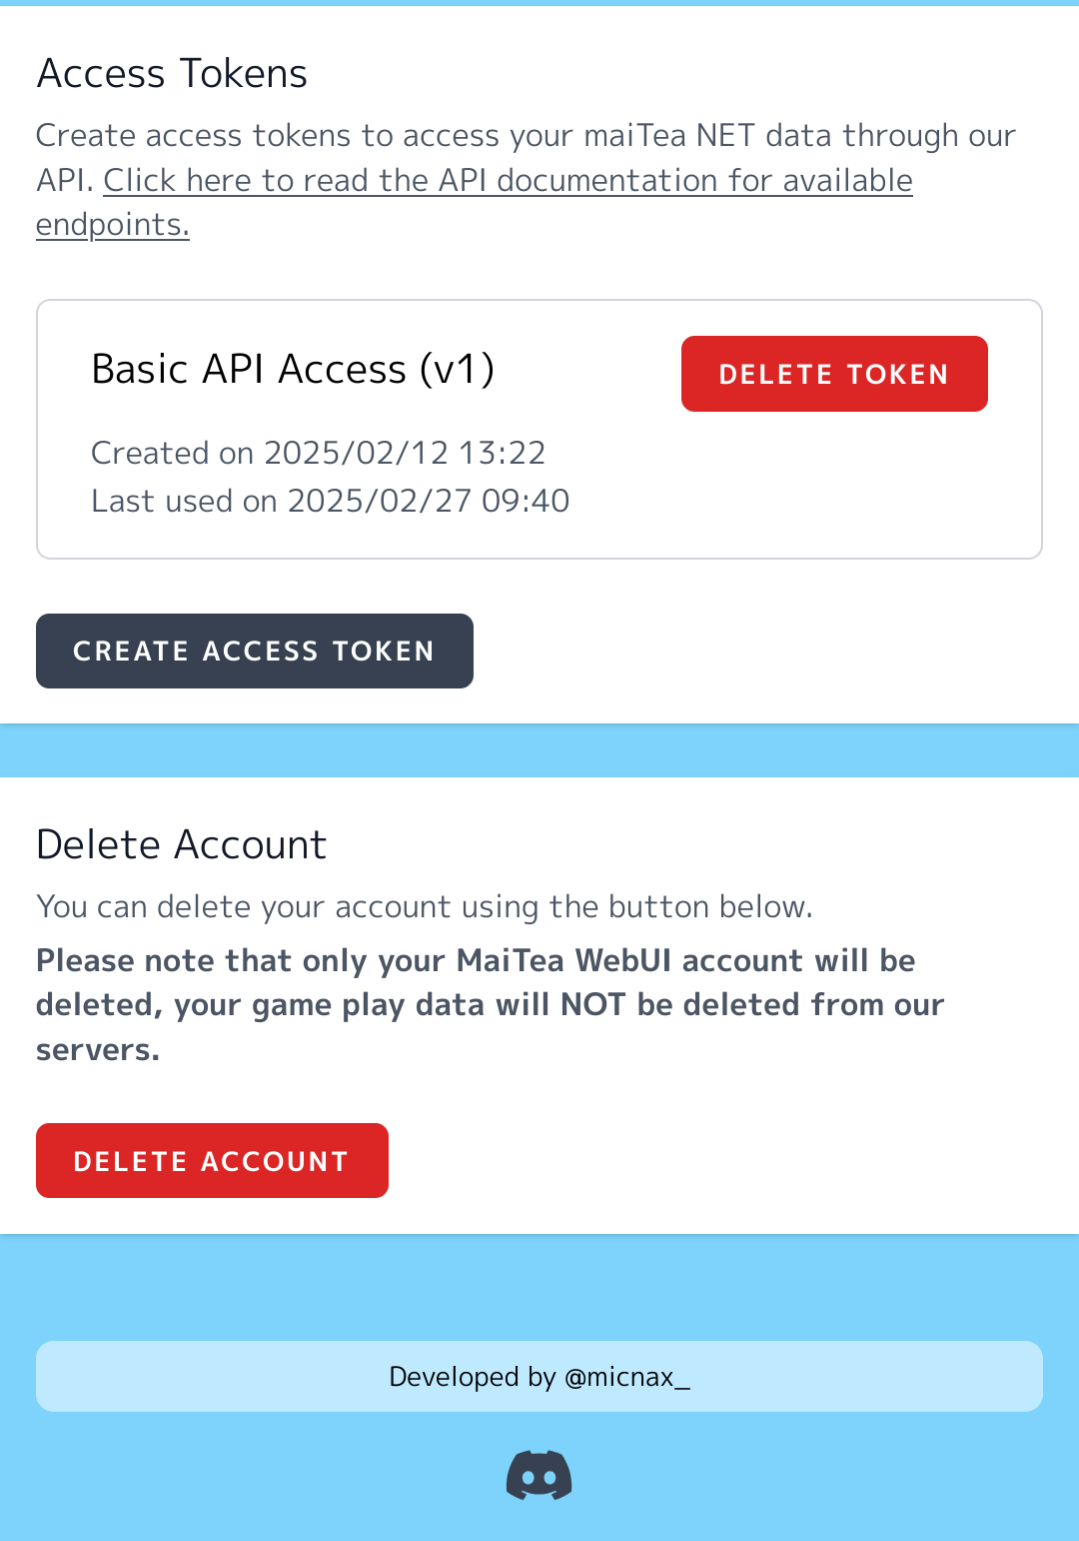 Access Tokens
Create access tokens to access your maiTea NET data through our
API. Click here to read the API documentation for available
endpoints.
Basic API Access (v1)
DELETE TOKEN
Created on 2025/02/12 13:22
Last used on 2025/02/27 09:40
CREATE ACCESS TOKEN
Delete Account
You can delete your account using the button below.
Please note that only your MaiTea WebUI account will be
deleted, your game play data will NOT be deleted from our
servers.
DELETE ACCOUNT
Developed by @micnax_